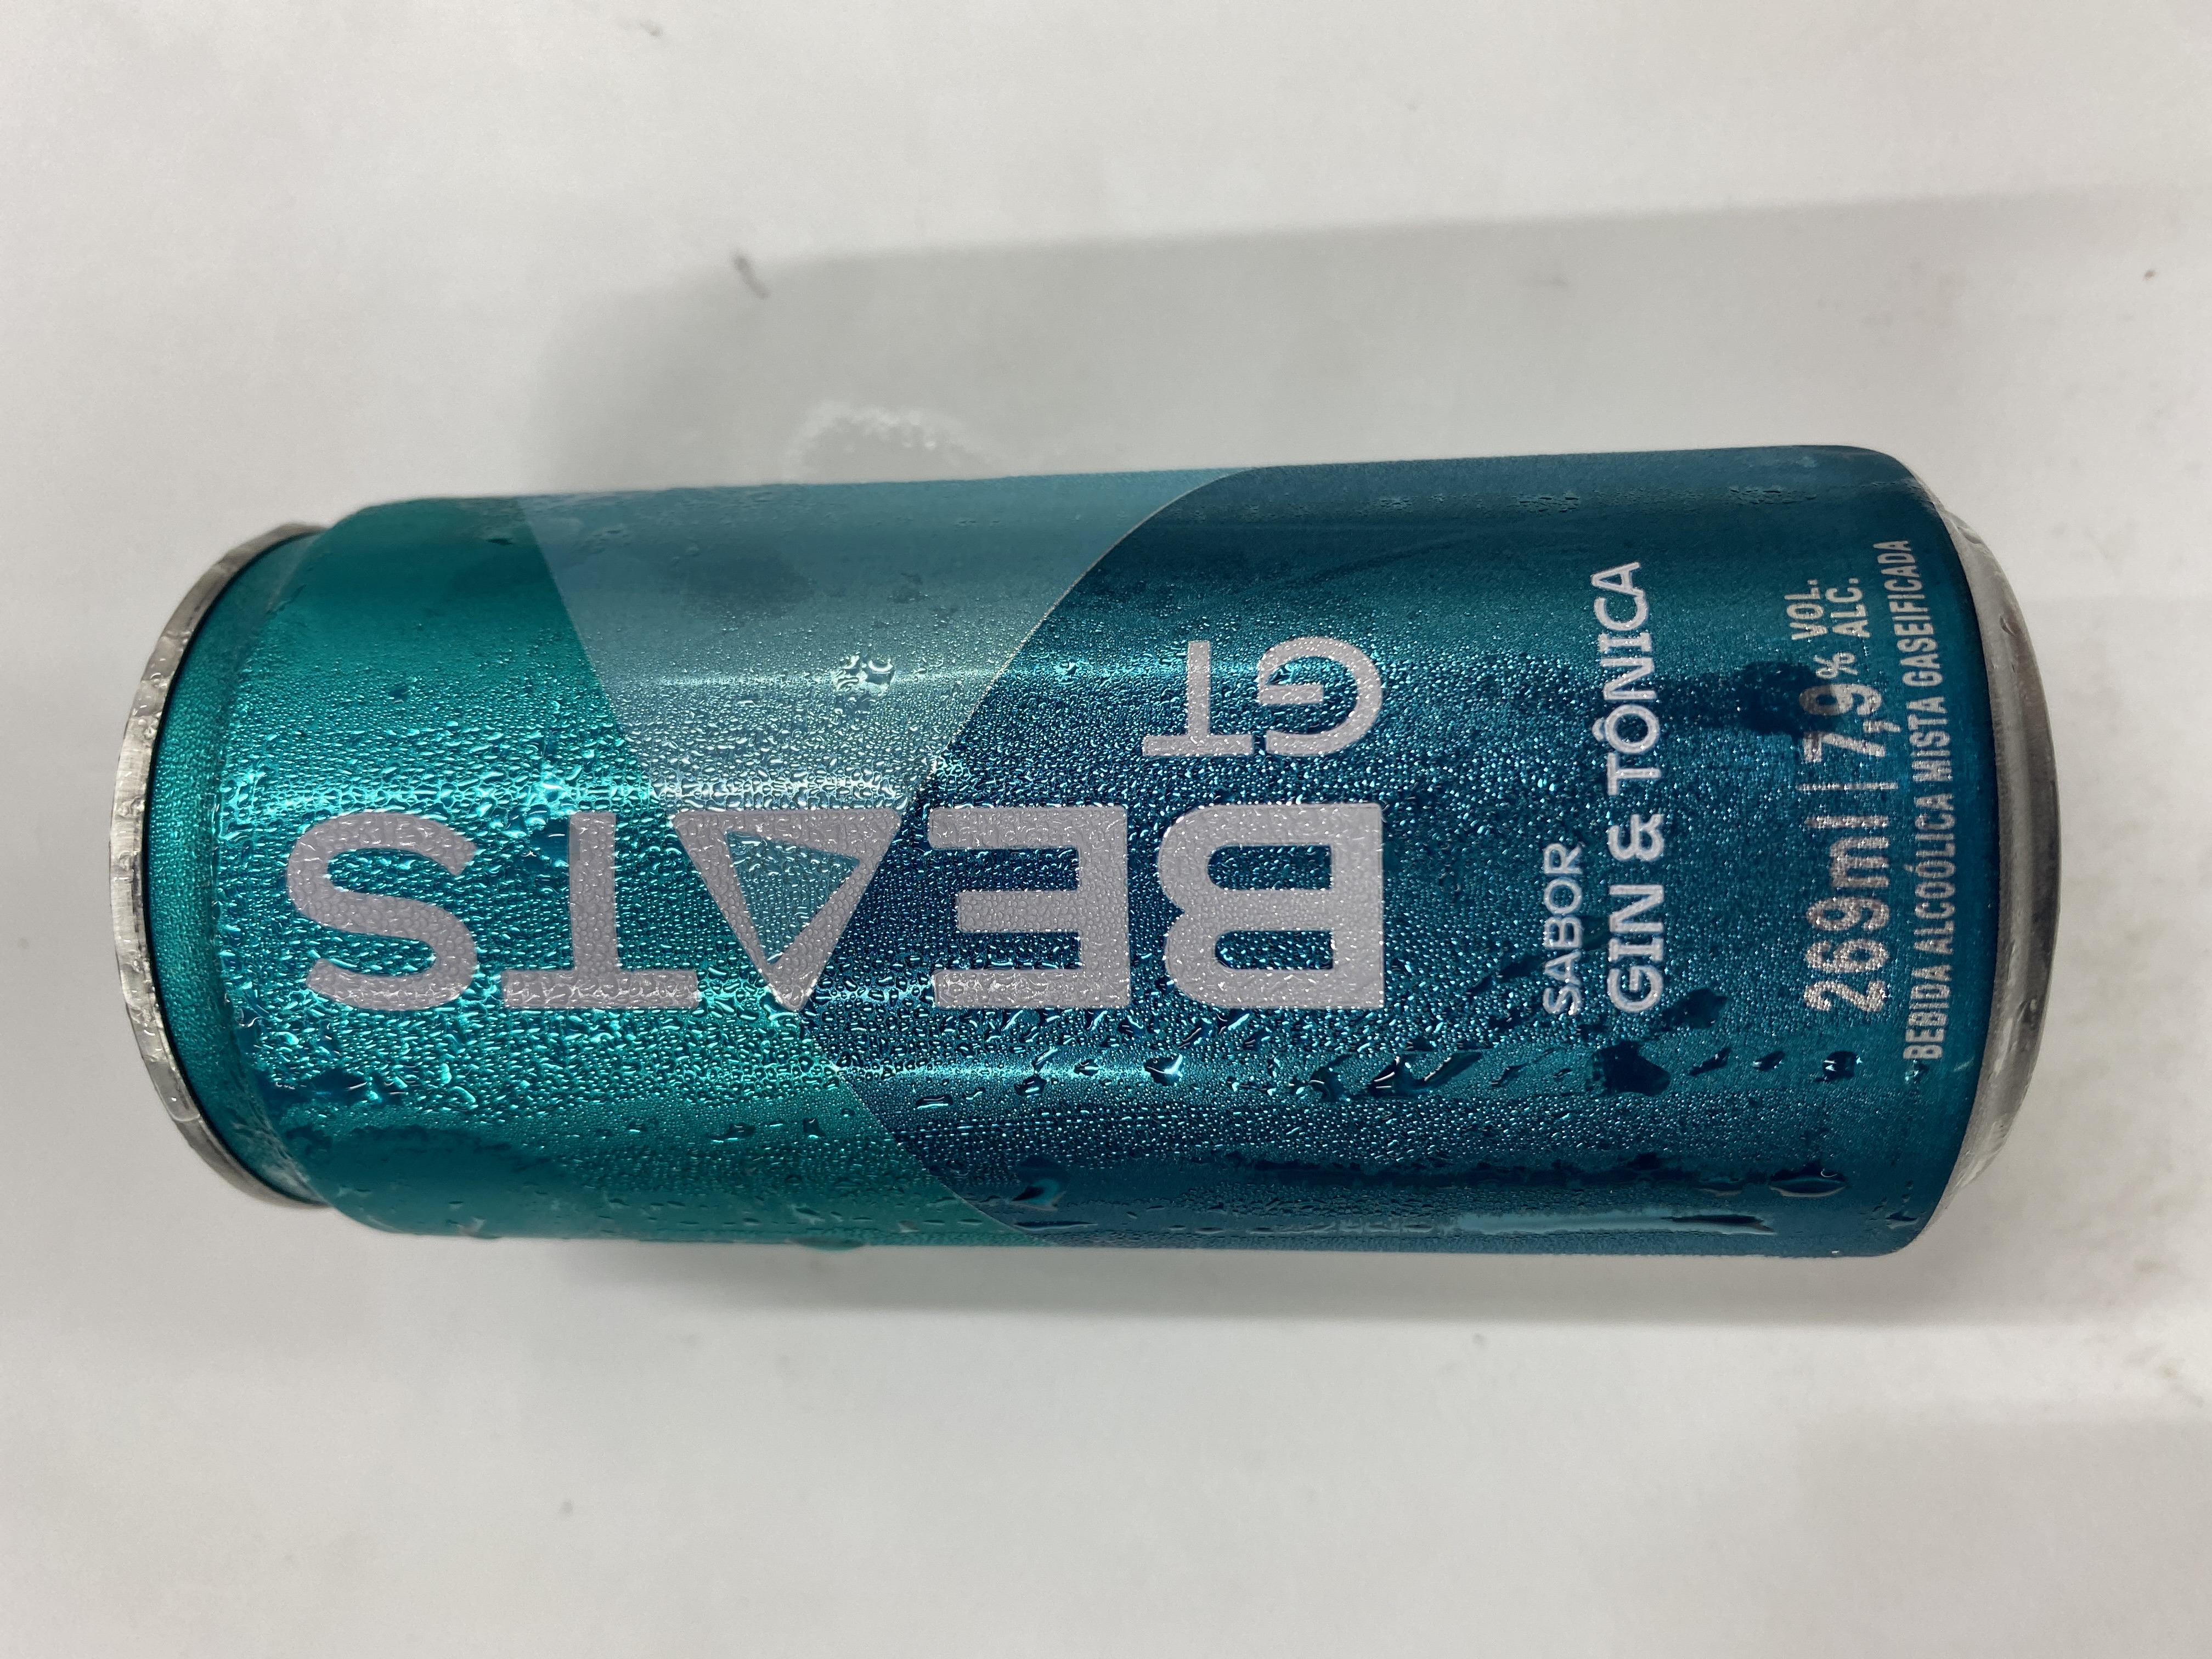 BEATS
GT
SABOR
GIN & TÔNICA
269ml | 7,9% VOL. ALC.
BEBIDA ALCOÓLICA MISTA GASEIFICADA